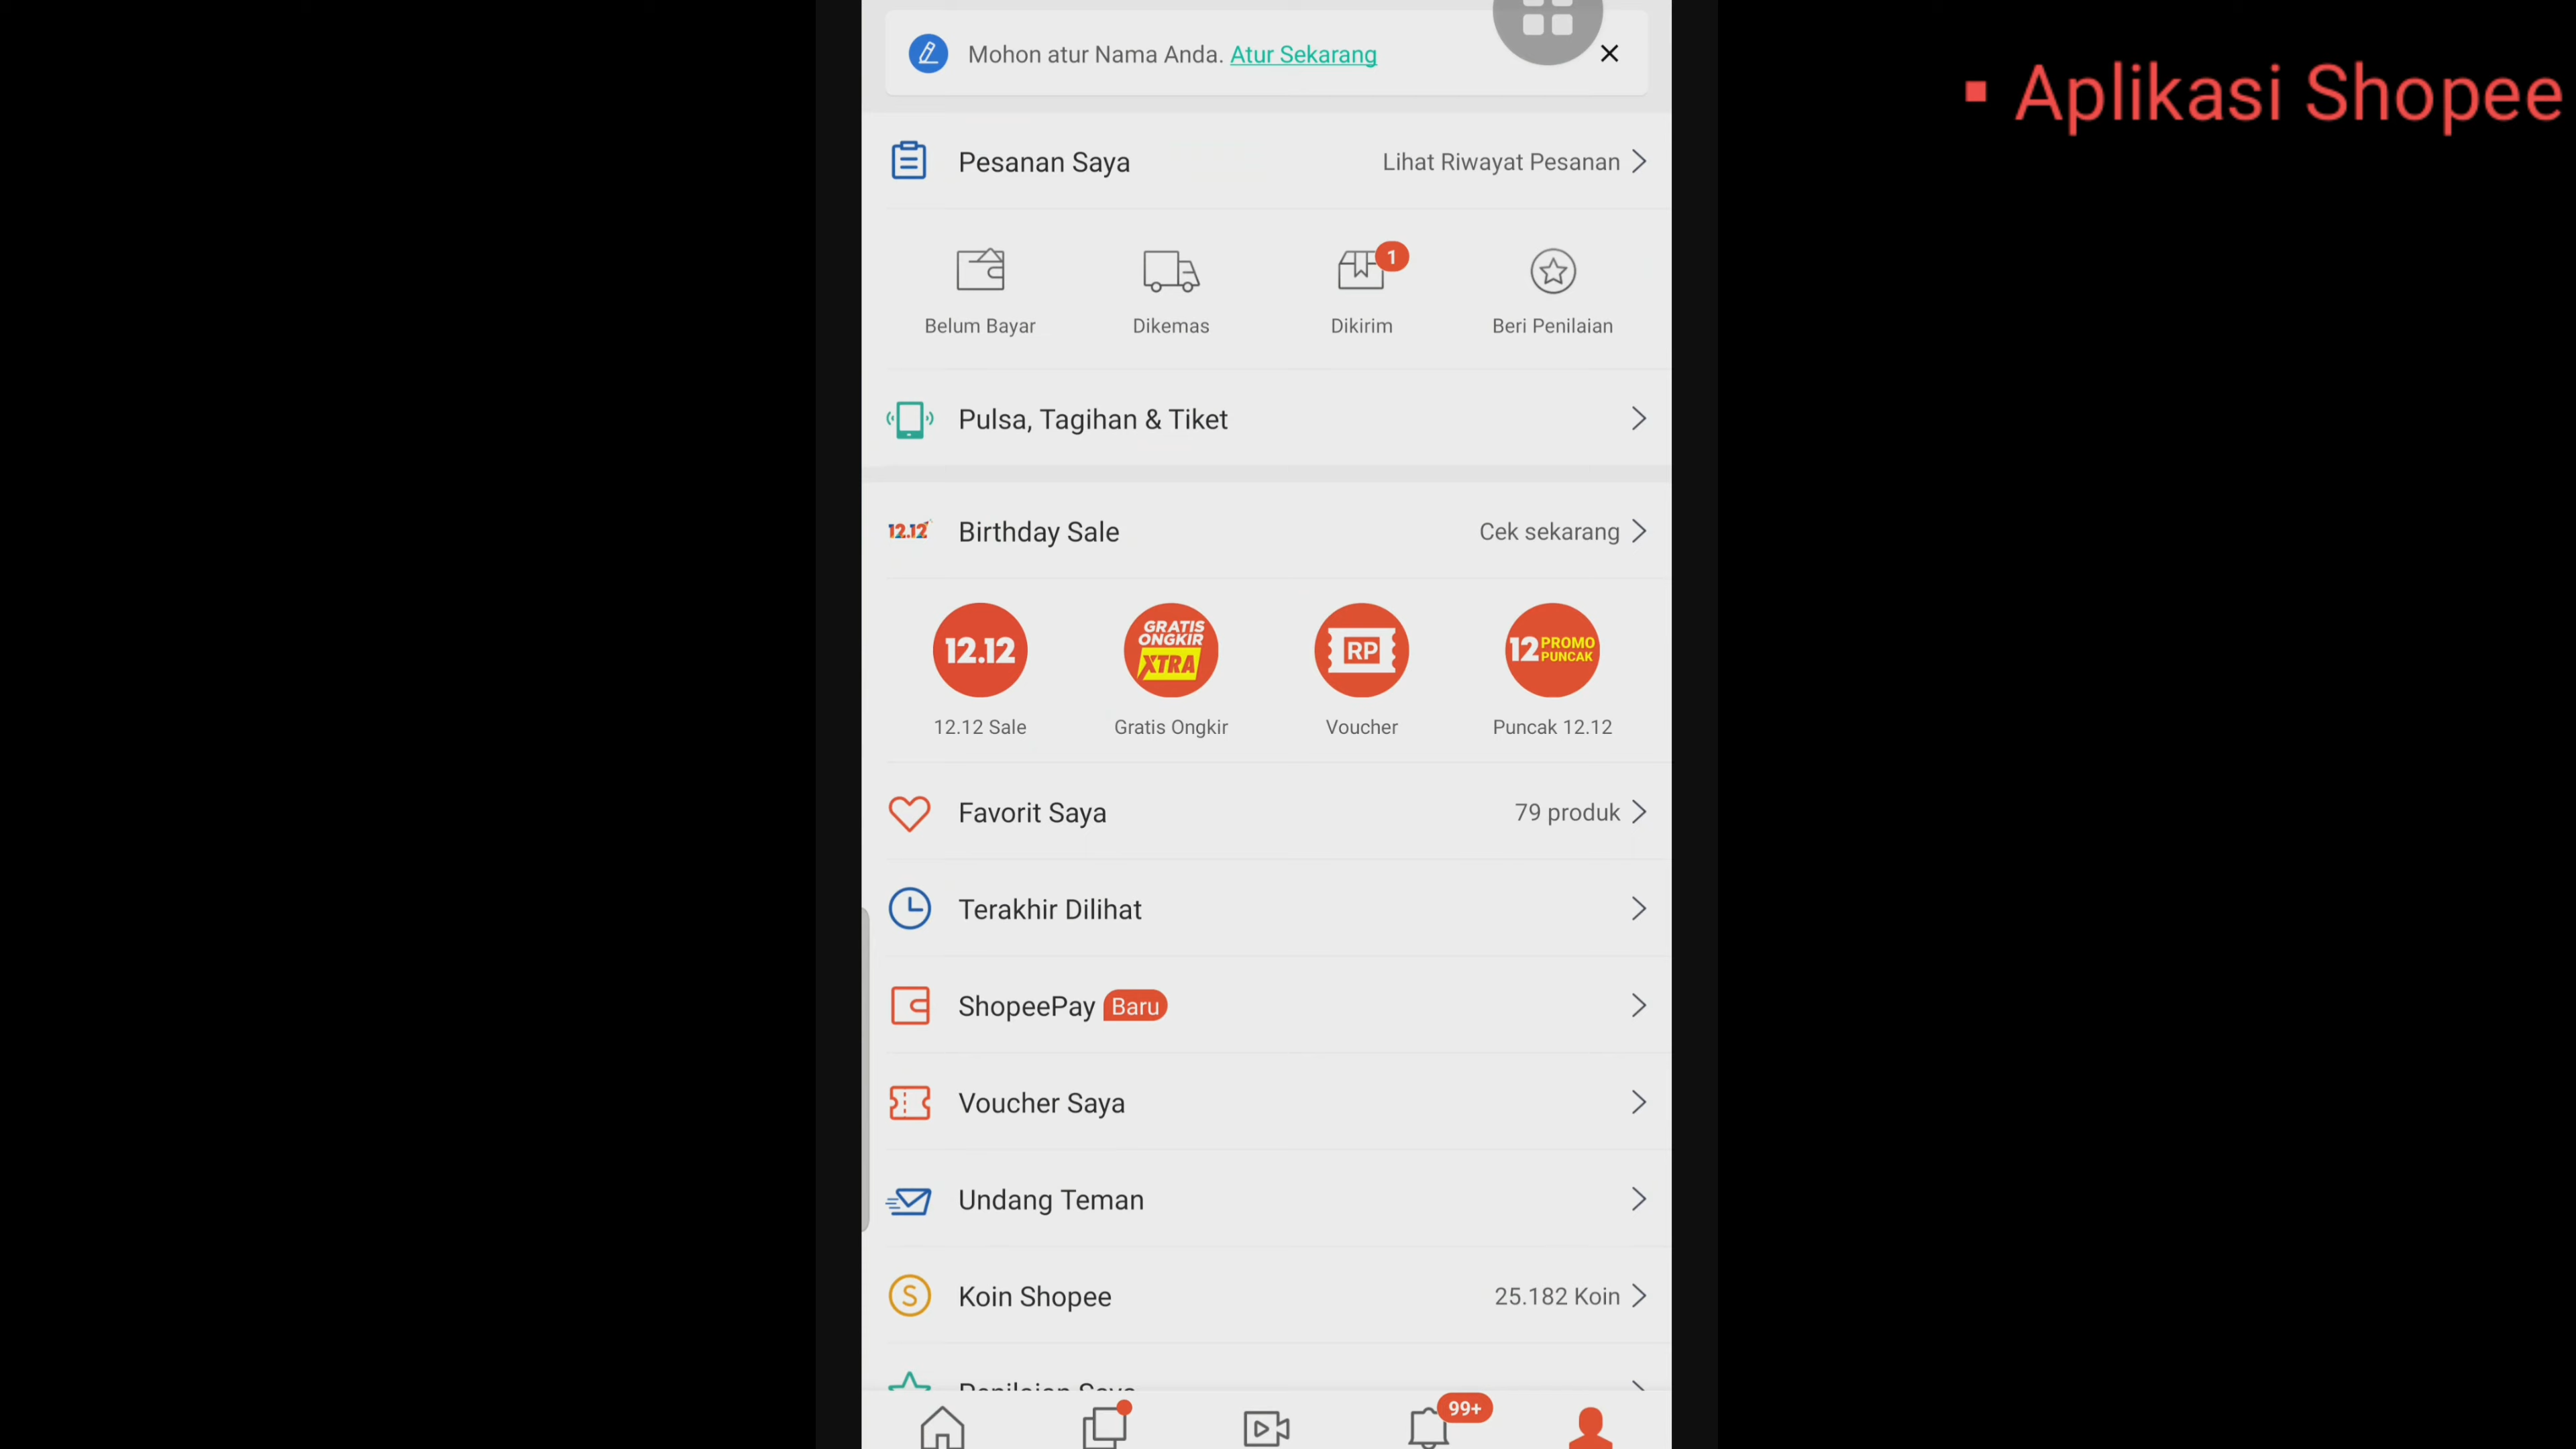 Mohon atur Nama Anda. Atur Sekarang
Aplikasi Shopee
Pesanan Saya Lihat Riwayat Pesanan
1
Belum Bayar Dikemas Dikirim Beri Penilaian
Pulsa, Tagihan & Tiket
12.12 Birthday Sale Cek sekarang
12.12
GRATIS
ONGKIR
XTRA
RP
12 PROMO
PUNCAK
12.12 Sale Gratis Ongkir Voucher Puncak 12.12
Favorit Saya 79 produk
Terakhir Dilihat
ShopeePay Baru
Voucher Saya
Undang Teman
S Koin Shopee 25.182 Koin
Penilaian Saya
99+